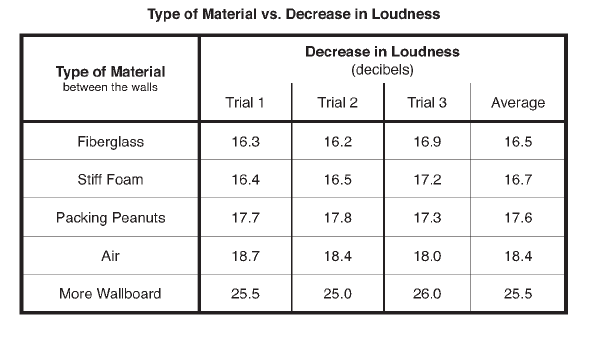 Type of Material vs. Decrease in Loudness
Type of Material
between the walls
Decrease in Loudness
(decibels)
Trial 1 Trial 2 Trial 3 Average
Fiberglass 16.3 16.2 16.9 16.5
Stiff Foam 16.4 16.5 17.2 16.7
Packing Peanuts 17.7 17.8 17.3 17.6
Air 18.7 18.4 18.0 18.4
More Wallboard 25.5 25.0 26.0 25.5